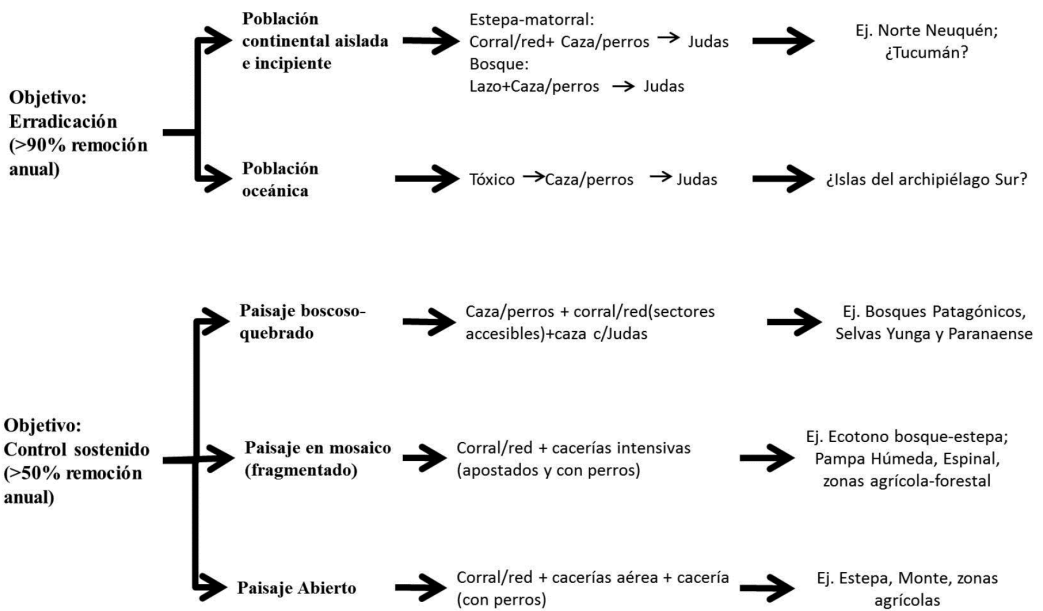 Objetivo:
Erradicación
(>90% remoción
anual)
Población
continental aislada
e incipiente
Estepa-matorral:
Corral/red+ Caza/perros → Judas
Bosque:
Lazo+Caza/perros → Judas
Ej. Norte Neuquén;
¿Tucumán?
Población
oceánica
Tóxico →Caza/perros → Judas
¿Islas del archipiélago Sur?
Objetivo:
Control sostenido
(>50% remoción
anual)
Paisaje boscoso-
quebrado
Caza/perros + corral/red(sectores
accesibles)+caza c/Judas
Ej. Bosques Patagónicos,
Selvas Yunga y Paranaense
Paisaje en mosaico
(fragmentado)
Corral/red + cacerías intensivas
(apostados y con perros)
Ej. Ecotono bosque-estepa;
Pampa Húmeda, Espinal,
zonas agrícola-forestal
Paisaje Abierto
Corral/red + cacerías aérea + cacería
(con perros)
Ej. Estepa, Monte, zonas
agrícolas